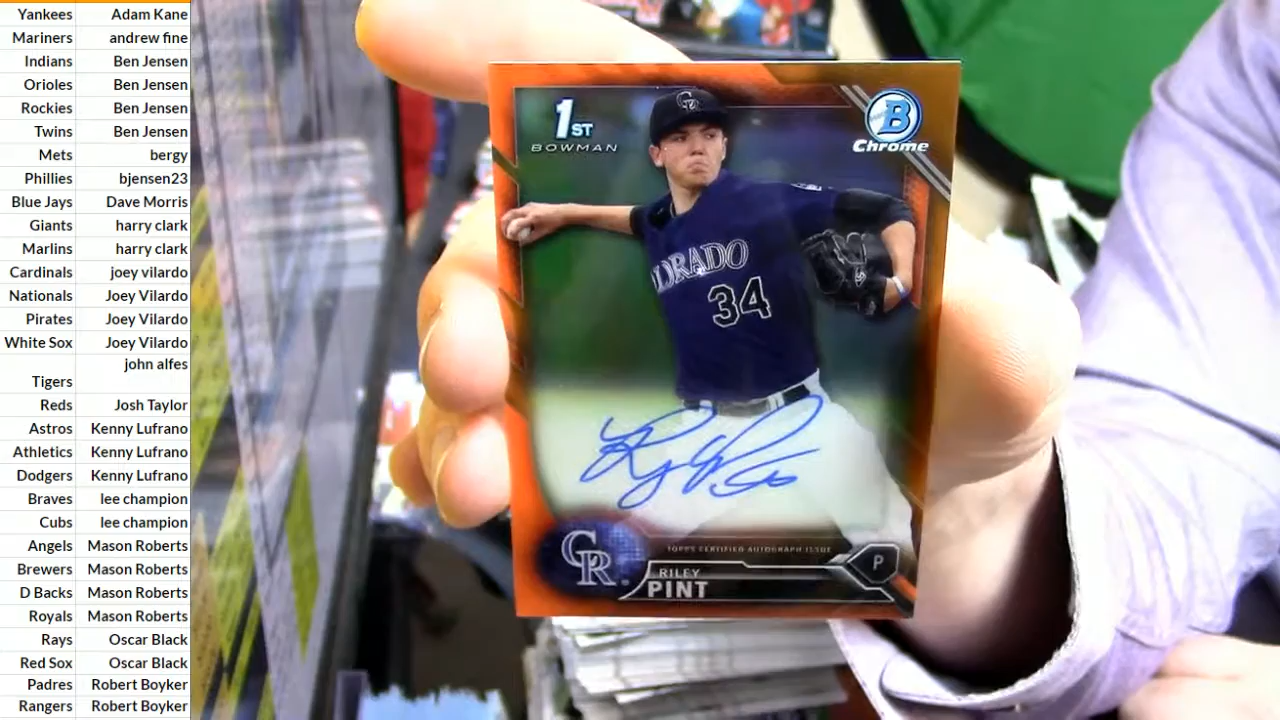 Yankees Adam Kane
Mariners andrew fine
Indians Ben Jensen
Orioles Ben Jensen
Rockies Ben Jensen
Twins Ben Jensen
Mets bergy
Phillies bjensen23
Blue Jays Dave Morris
Giants harry clark
Marlins harry clark
Cardinals joey vilardo
Nationals Joey Vilardo
Pirates Joey Vilardo
White Sox Joey Vilardo
Tigers john alfes
Reds Josh Taylor
Astros Kenny Lufrano
Athletics Kenny Lufrano
Dodgers Kenny Lufrano
Braves lee champion
Cubs lee champion
Angels Mason Roberts
Brewers Mason Roberts
D Backs Mason Roberts
Royals Mason Roberts
Rays Oscar Black
Red Sox Oscar Black
Padres Robert Boyker
Rangers Robert Boyker
1ST
BOWMAN
B
Chrome
CR
34
TOPPS CERTIFIED AUTOGRAPH ISSUE
CR
P
RILEY
PINT